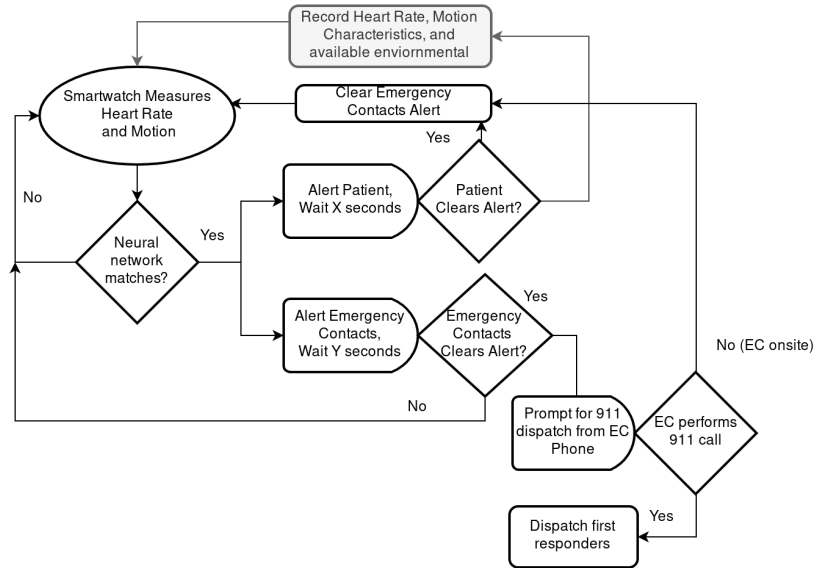 Record Heart Rate, Motion
Characteristics, and
available enviornmental
Smartwatch Measures
Heart Rate
and Motion
Clear Emergency
Contacts Alert
Yes
No
Alert Patient,
Wait X seconds
Patient
Clears Alert?
Neural
network
matches?
Yes
Alert Emergency
Contacts,
Wait Y seconds
Emergency
Contacts
Clears Alert?
Yes
No (EC onsite)
No
Prompt for 911
dispatch from EC
Phone
EC performs
911 call
Yes
Dispatch first
responders